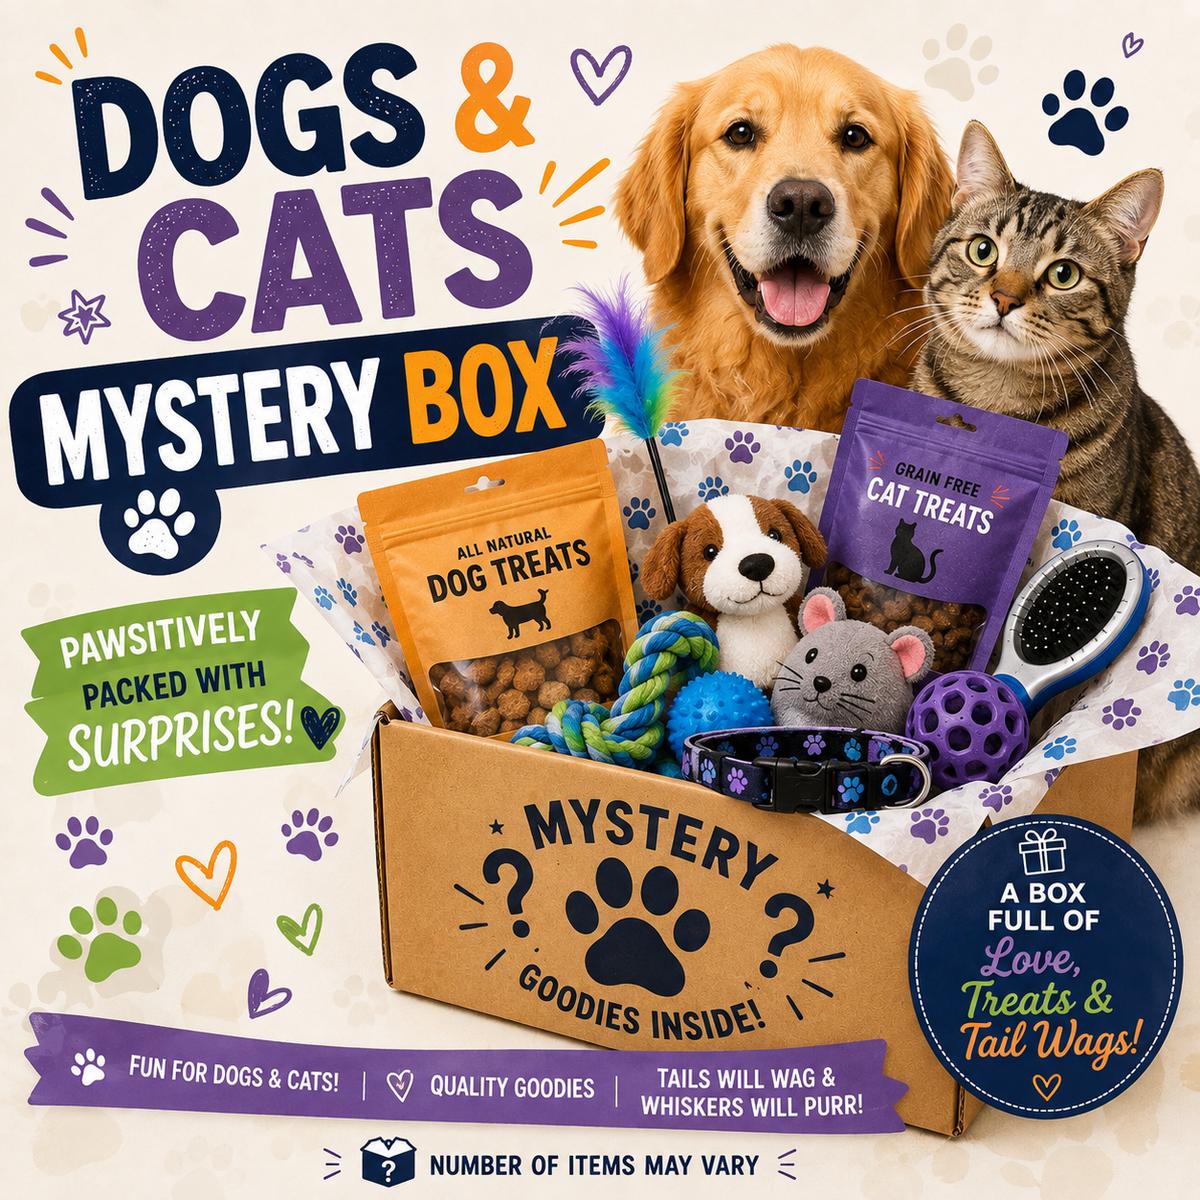 DOGS &
CATS
MYSTERY BOX
PAWSITIVELY
PACKED WITH
SURPRISES!
ALL NATURAL
DOG TREATS
GRAIN FREE
CAT TREATS
MYSTERY
? ?
GOODIES INSIDE!
A BOX
FULL OF
Love,
Treats &
Tail Wags!
FUN FOR DOGS & CATS! | QUALITY GOODIES | TAILS WILL WAG &
WHISKERS WILL PURR!
? NUMBER OF ITEMS MAY VARY